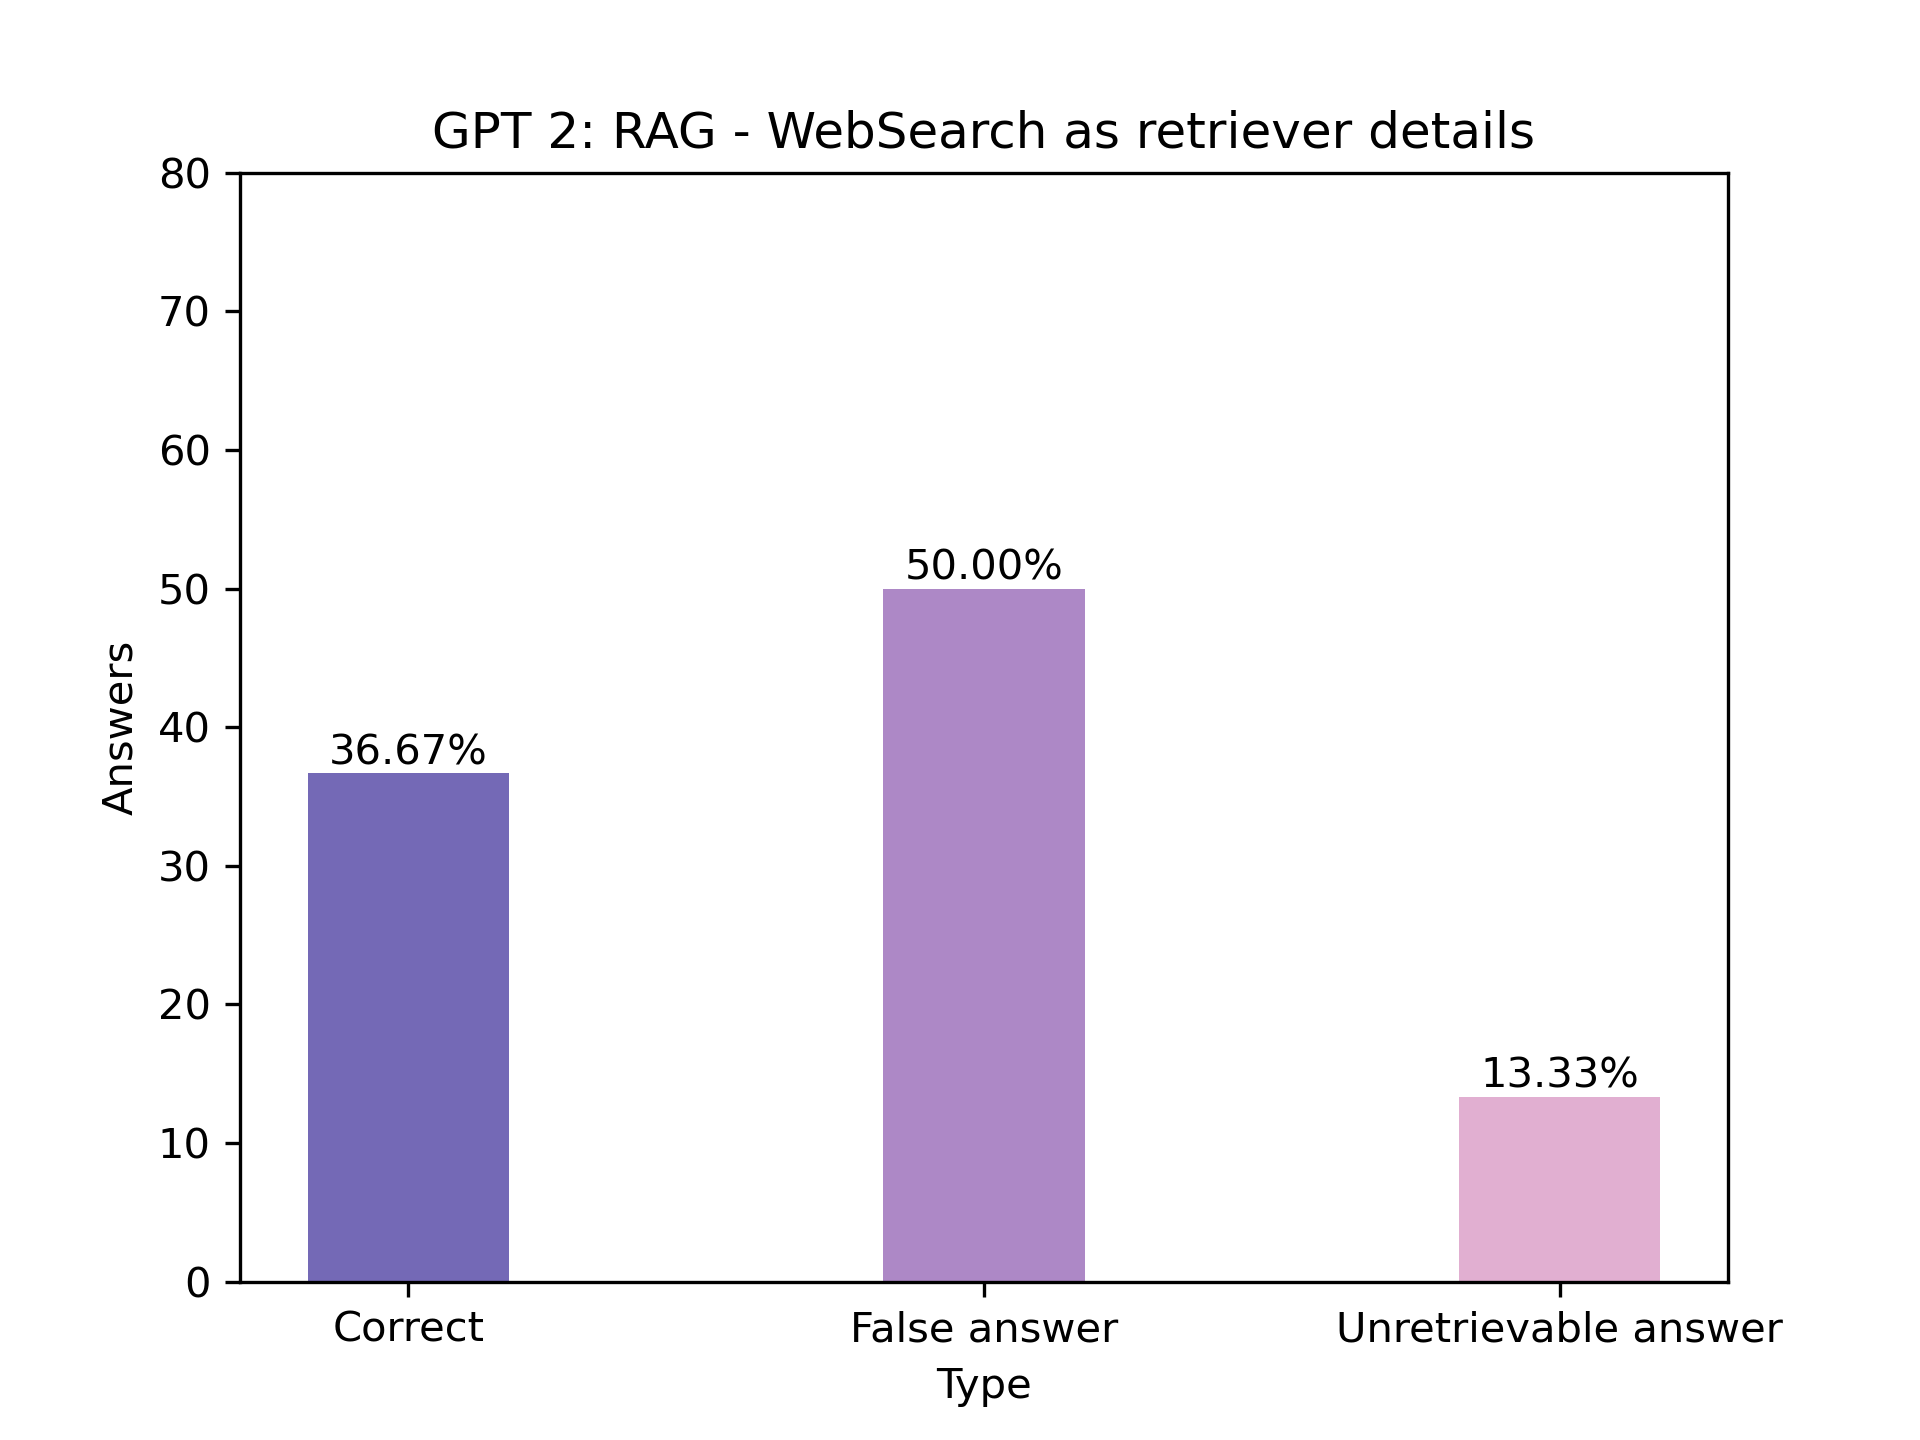 GPT 2: RAG - WebSearch as retriever details
80
70
60
50
40
30
20
10
0
Answers
36.67%
50.00%
13.33%
Correct
False answer
Unretrievable answer
Type